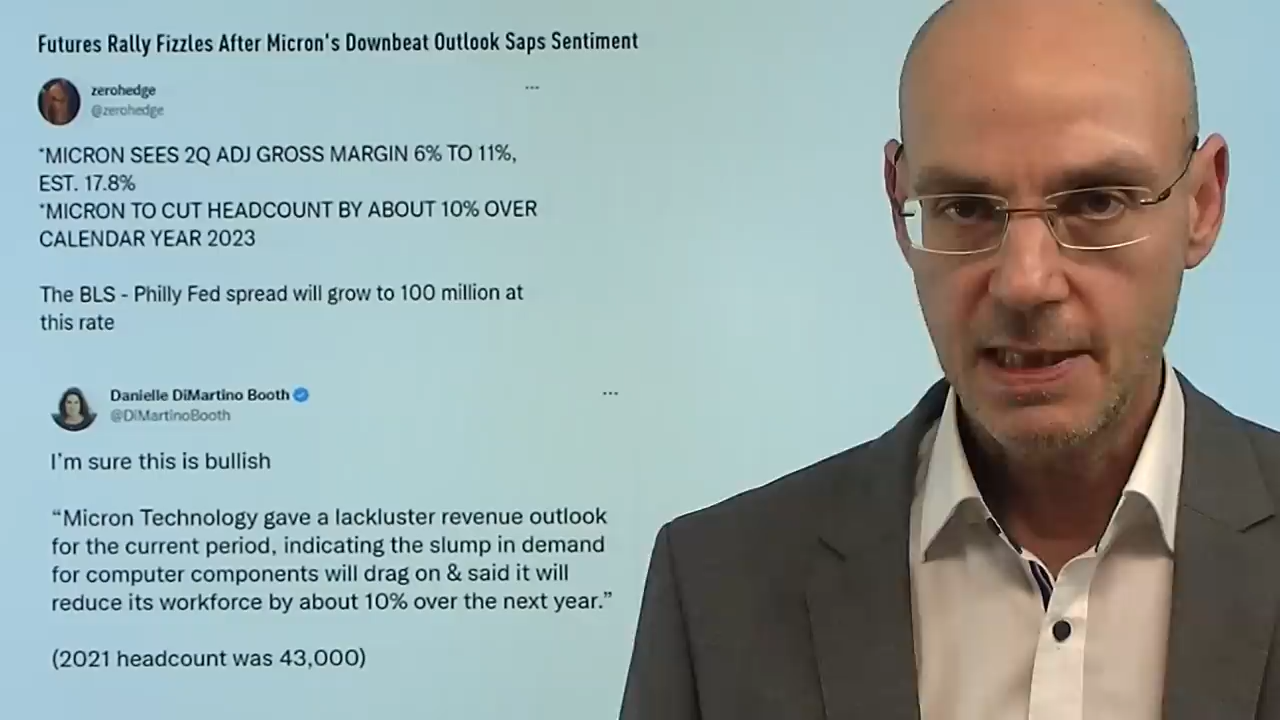 Futures Rally Fizzles After Micron's Downbeat Outlook Saps Sentiment
zerohedge
@zerohedge
*MICRON SEES 2Q ADJ GROSS MARGIN 6% TO 11%,
EST. 17.8%
*MICRON TO CUT HEADCOUNT BY ABOUT 10% OVER
CALENDAR YEAR 2023
The BLS - Philly Fed spread will grow to 100 million at
this rate
Danielle DiMartino Booth
@DiMartinoBooth
I'm sure this is bullish
“Micron Technology gave a lackluster revenue outlook
for the current period, indicating the slump in demand
for computer components will drag on & said it will
reduce its workforce by about 10% over the next year.”
(2021 headcount was 43,000)